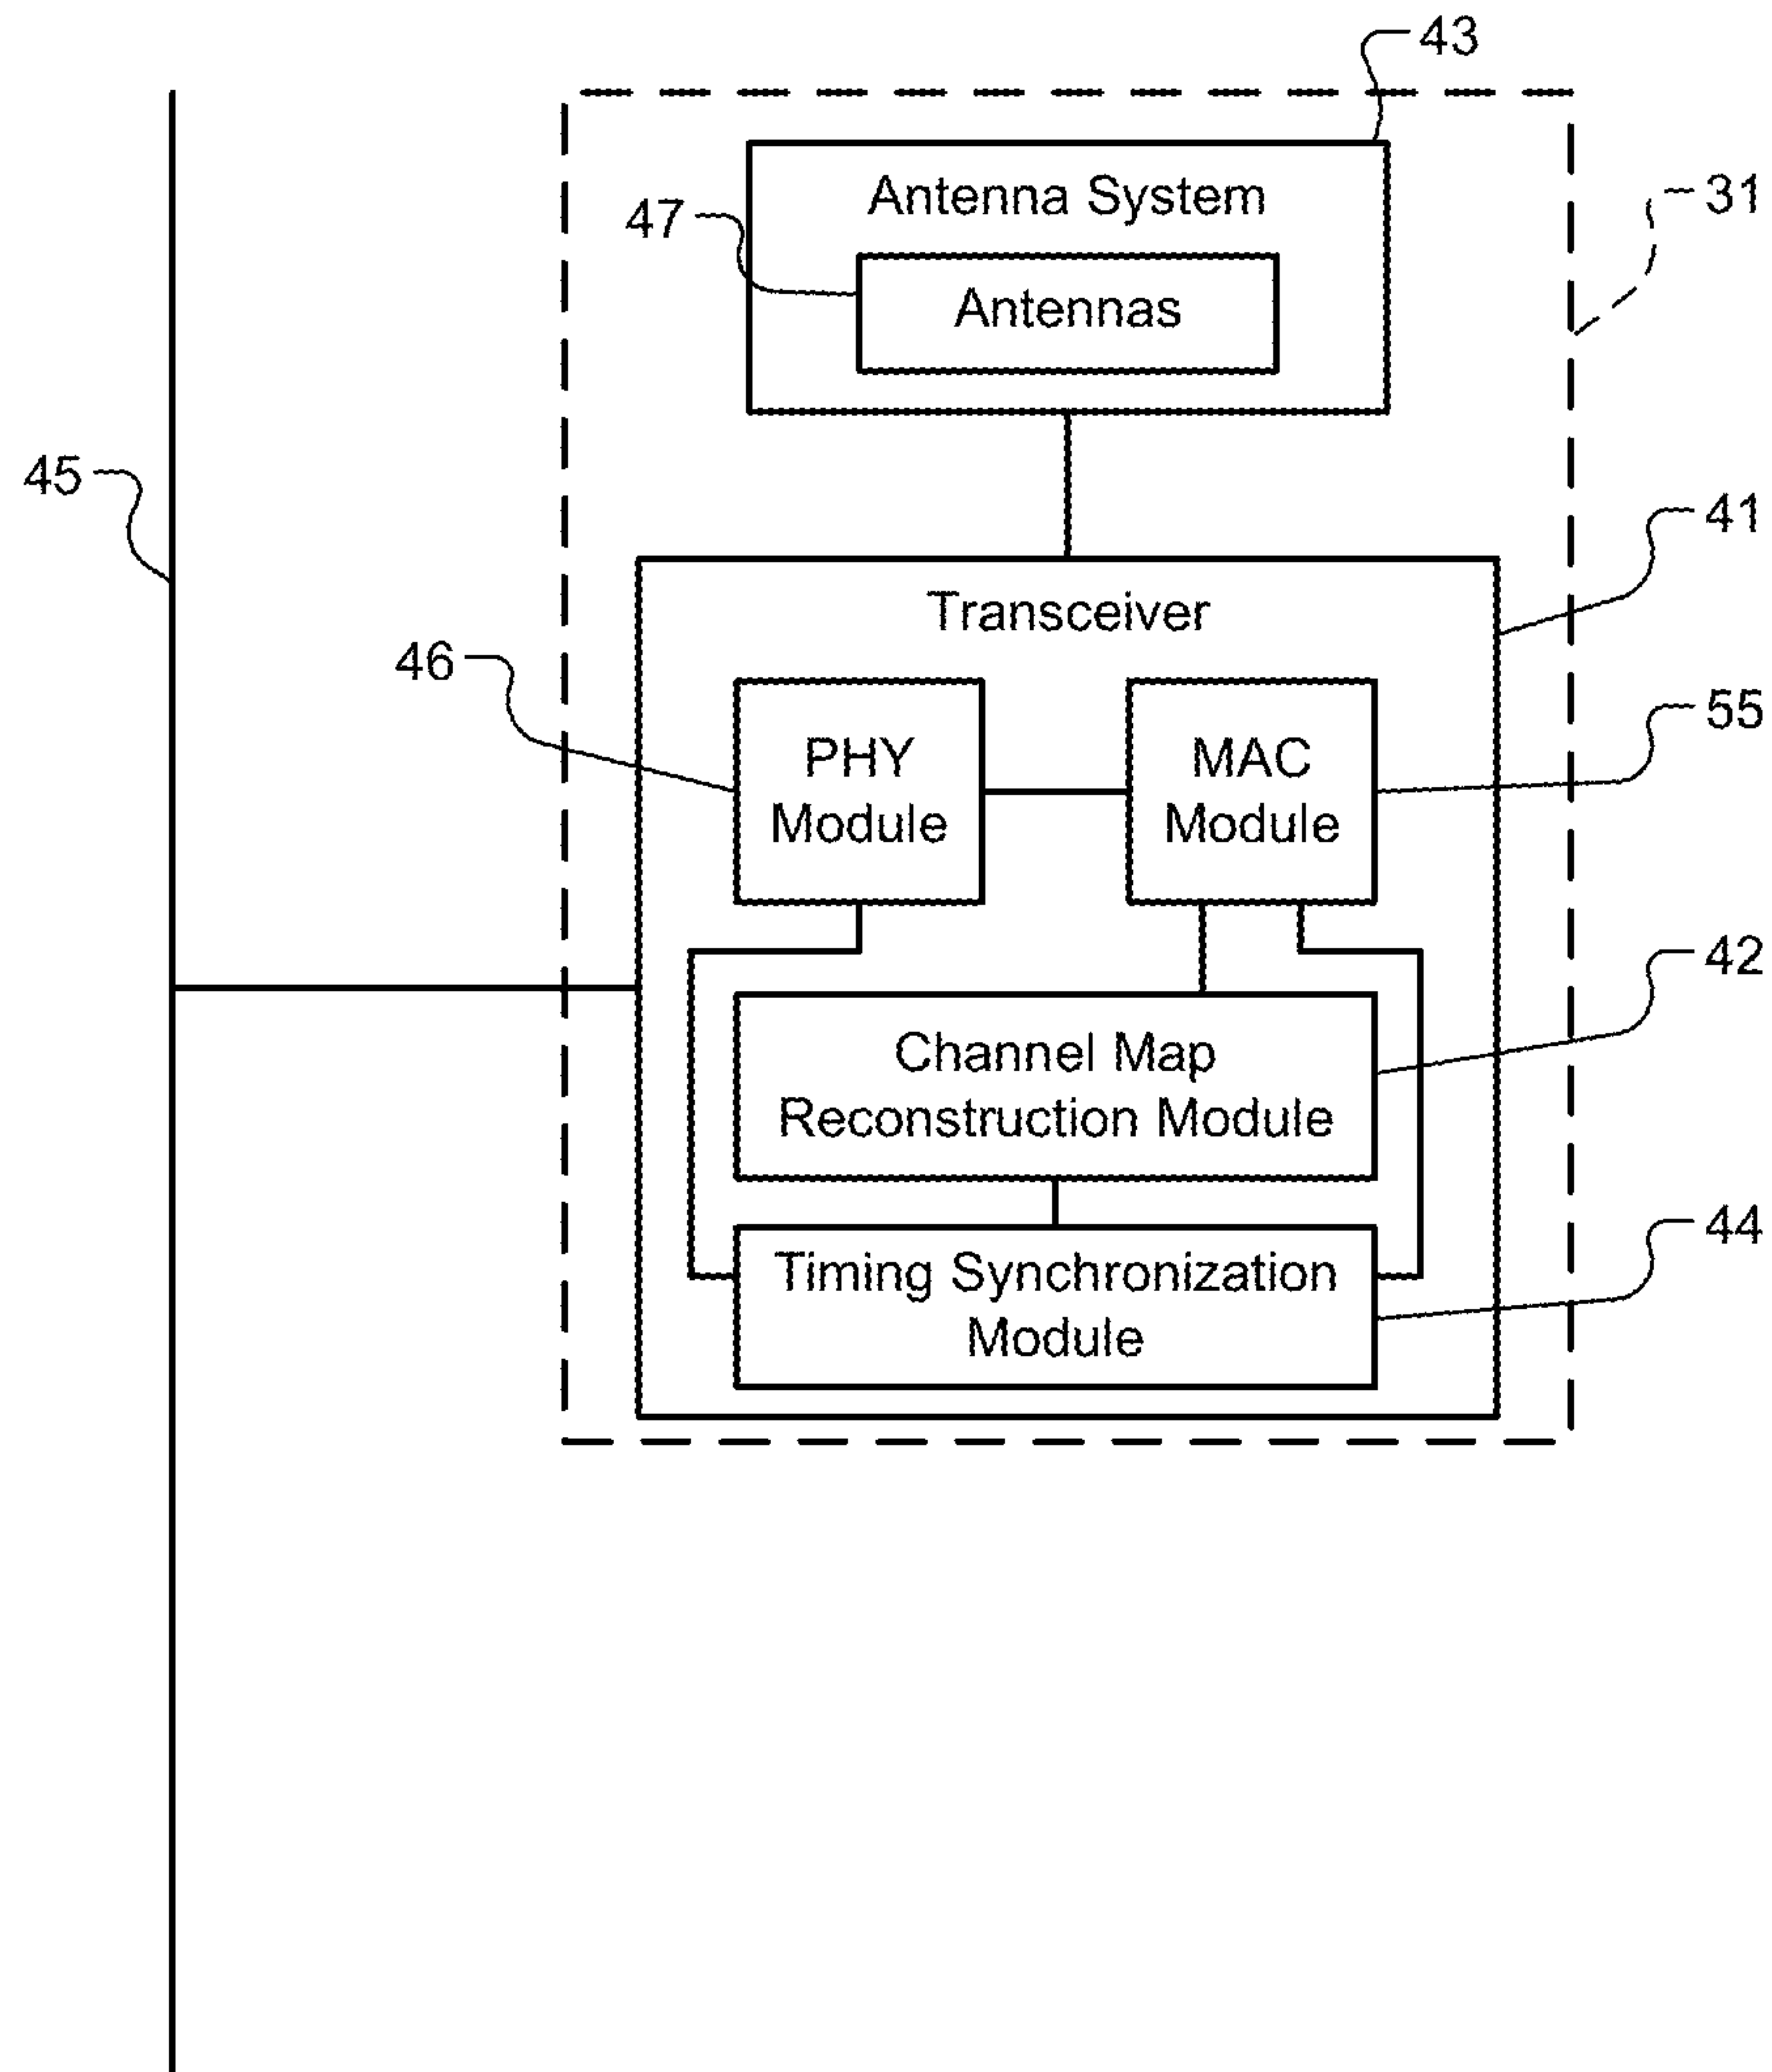 43
Antenna System
31
47
Antennas
45
41
Transceiver
46
55
PHY
Module
MAC
Module
42
Channel Map
Reconstruction Module
44
Timing Synchronization
Module